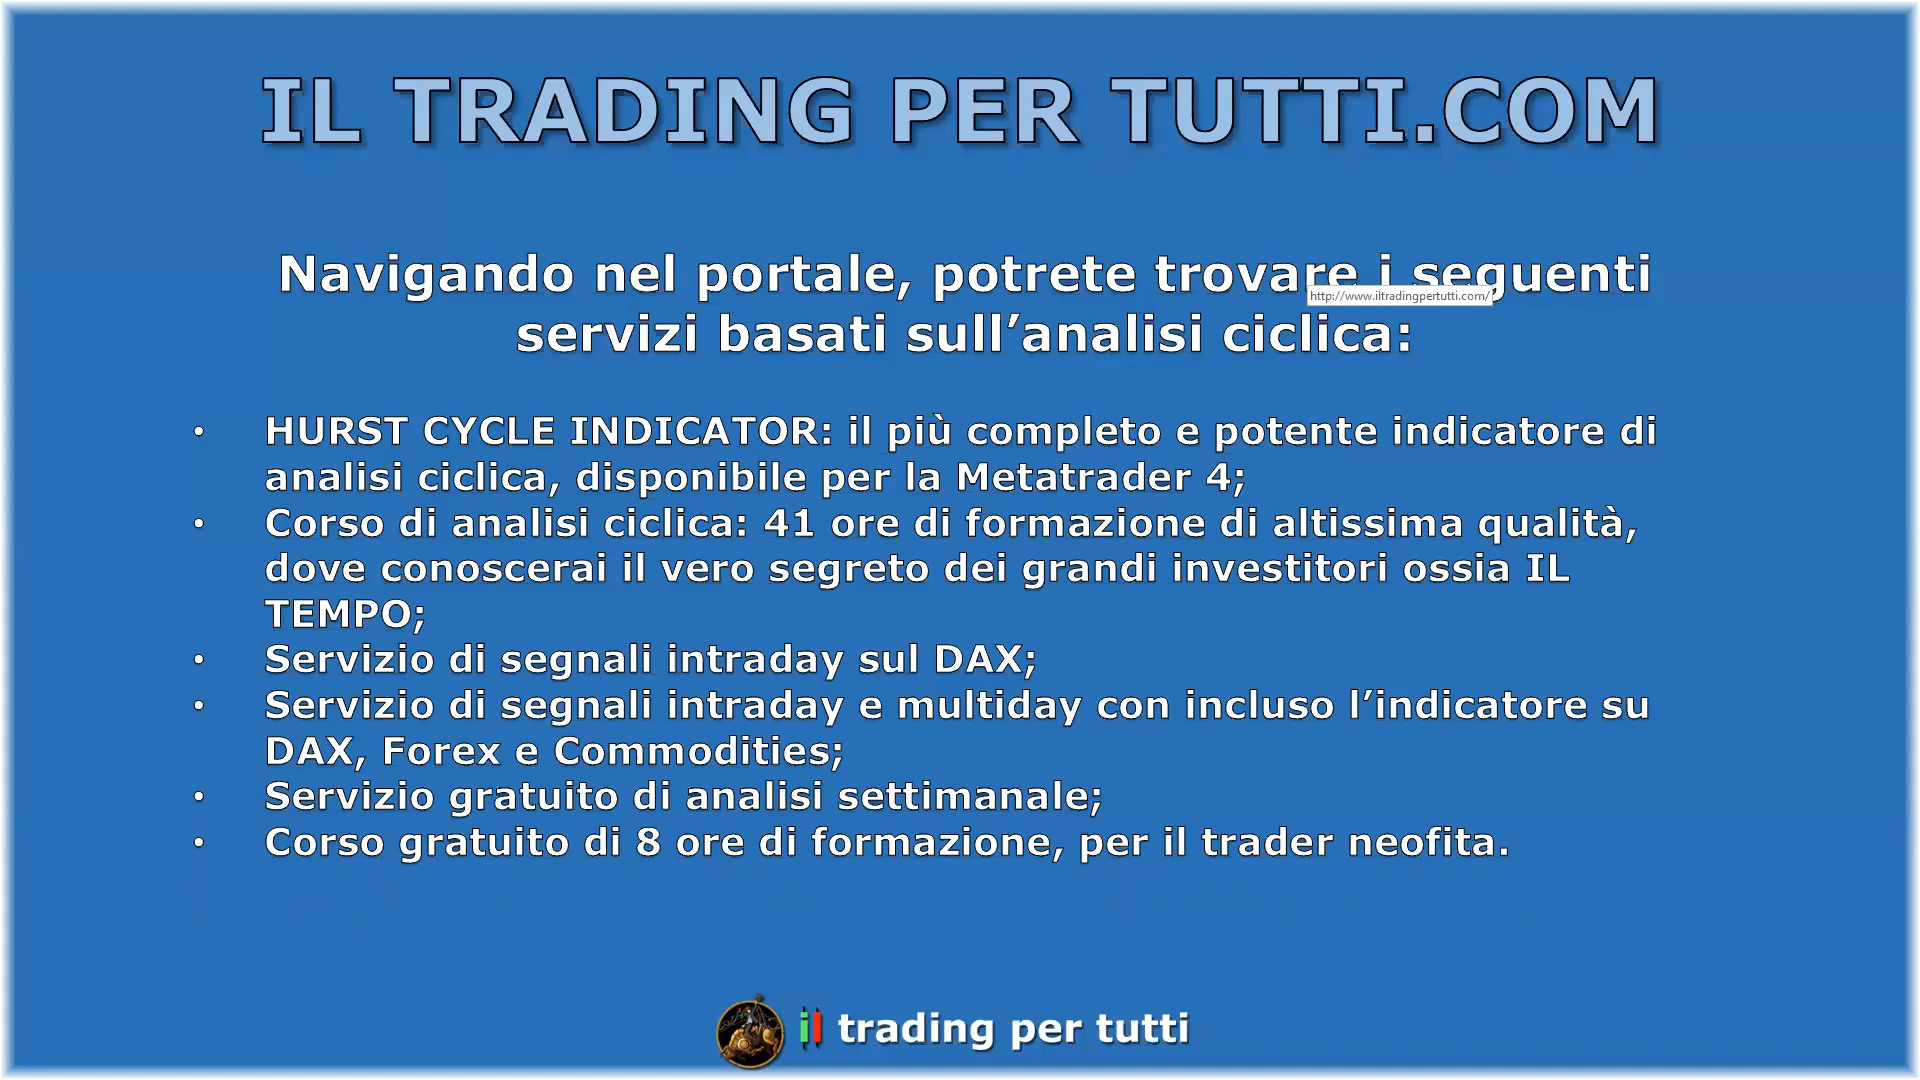 IL TRADING PER TUTTI.COM
Navigando nel portale, potrete trovare i seguenti
http://www.iltradingpertutti.com/
servizi basati sull’analisi ciclica:
• HURST CYCLE INDICATOR: il più completo e potente indicatore di
analisi ciclica, disponibile per la Metatrader 4;
• Corso di analisi ciclica: 41 ore di formazione di altissima qualità,
dove conoscerai il vero segreto dei grandi investitori ossia IL
TEMPO;
• Servizio di segnali intraday sul DAX;
• Servizio di segnali intraday e multiday con incluso l’indicatore su
DAX, Forex e Commodities;
• Servizio gratuito di analisi settimanale;
• Corso gratuito di 8 ore di formazione, per il trader neofita.
il trading per tutti